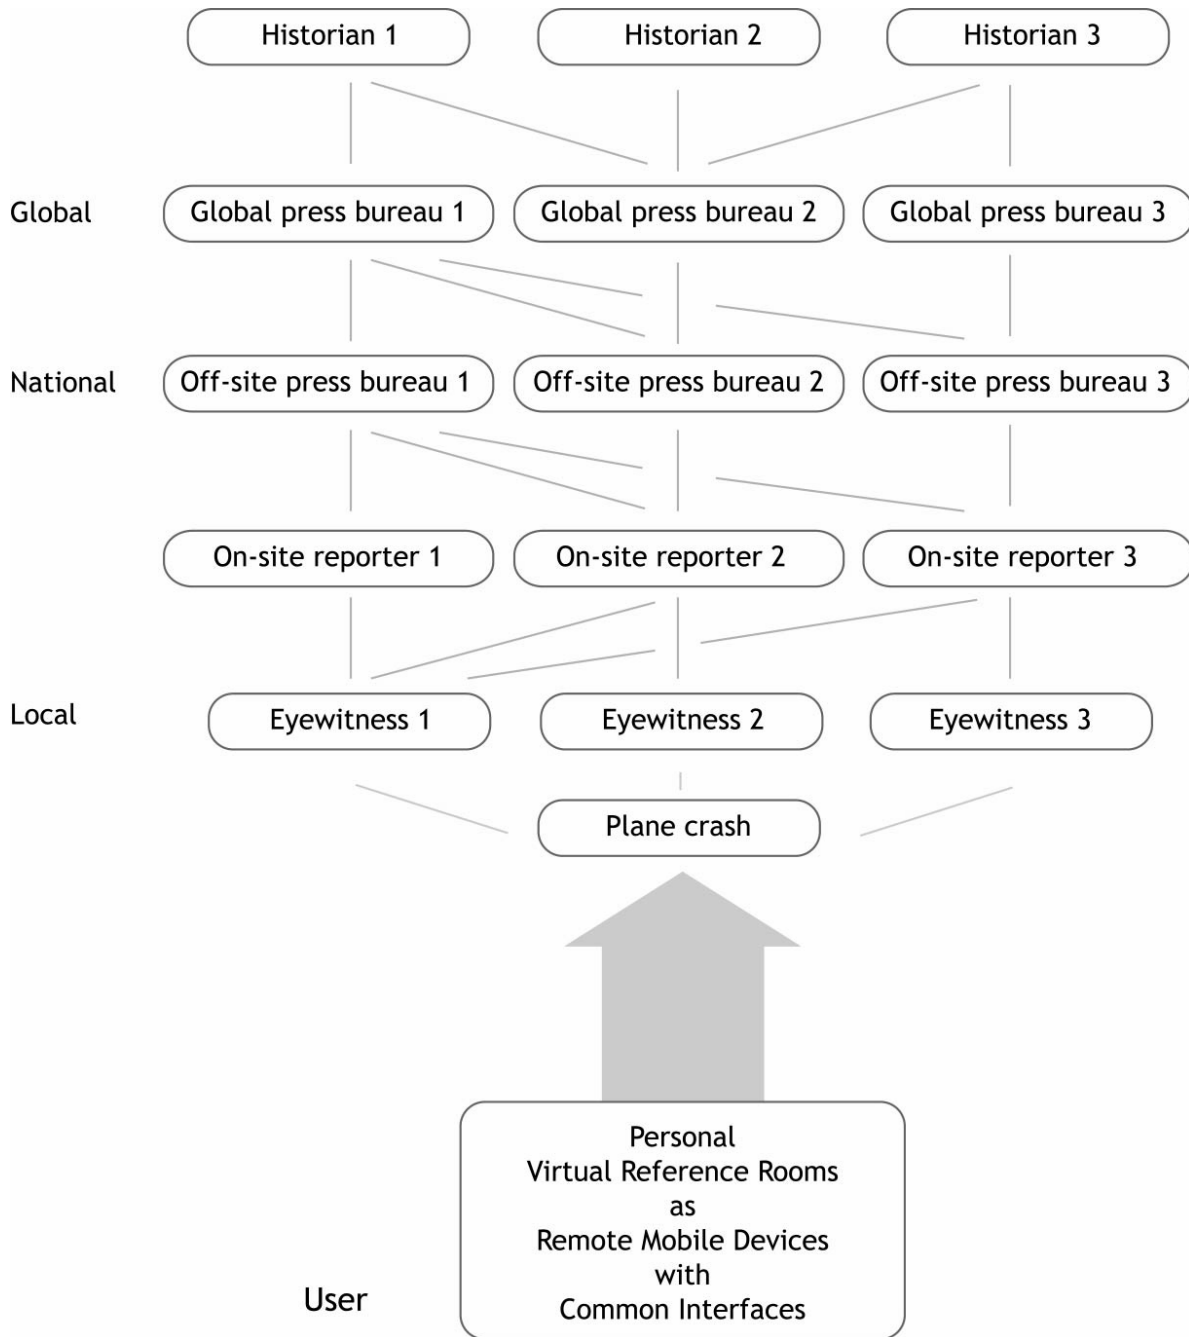 Historian 1
Historian 2
Historian 3
Global
Global press bureau 1
Global press bureau 2
Global press bureau 3
National
Off-site press bureau 1
Off-site press bureau 2
Off-site press bureau 3
On-site reporter 1
On-site reporter 2
On-site reporter 3
Local
Eyewitness 1
Eyewitness 2
Eyewitness 3
Plane crash
Personal
Virtual Reference Rooms
as
Remote Mobile Devices
with
Common Interfaces
User